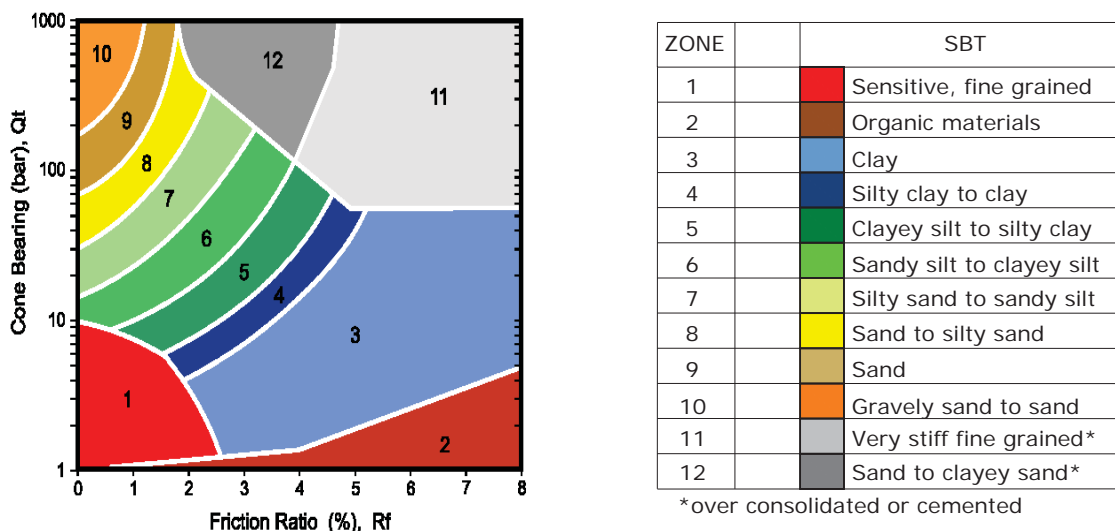 1000
100
10
1
Cone Bearing (bar), Qt
10
12
11
9
8
7
6
5
4
3
1
2
0 1 2 3 4 5 6 7 8
Friction Ratio (%), Rf
ZONE SBT
1 Sensitive, fine grained
2 Organic materials
3 Clay
4 Silty clay to clay
5 Clayey silt to silty clay
6 Sandy silt to clayey silt
7 Silty sand to sandy silt
8 Sand to silty sand
9 Sand
10 Gravely sand to sand
11 Very stiff fine grained*
12 Sand to clayey sand*
*over consolidated or cemented